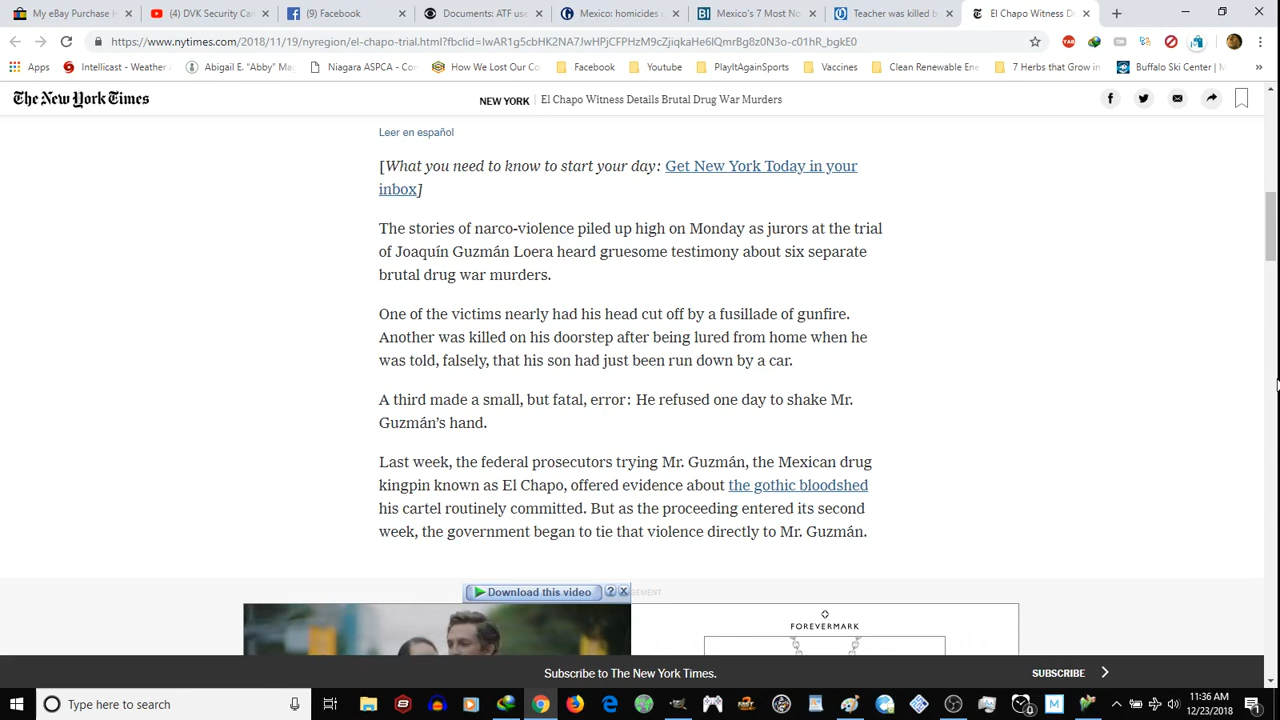 My eBay Purchase H
(4) DVK Security Ca
(9) Facebook
Documents: ATF use
Mexico: homicides
Mexico's 7 Most No
Teacher was killed b
El Chapo Witness D
https://www.nytimes.com/2018/11/19/nyregion/el-chapo-trial.html?fbclid=IwAR1g5cbHK2NA7JwHPjCFPHzM9cZjiqkaHe6lQmrBg8z0N3o-c01hR_bgkE0
Apps
Intellicast - Weather
Abigail E. "Abby" Ma
Niagara ASPCA - Co
How We Lost Our Co
Facebook
Youtube
PlayItAgainSports
Vaccines
Clean Renewable Ene
7 Herbs that Grow in
Buffalo Ski Center |
The New York Times
NEW YORK | El Chapo Witness Details Brutal Drug War Murders
Leer en español
[What you need to know to start your day: Get New York Today in your
inbox]
The stories of narco-violence piled up high on Monday as jurors at the trial
of Joaquín Guzmán Loera heard gruesome testimony about six separate
brutal drug war murders.
One of the victims nearly had his head cut off by a fusillade of gunfire.
Another was killed on his doorstep after being lured from home when he
was told, falsely, that his son had just been run down by a car.
A third made a small, but fatal, error: He refused one day to shake Mr.
Guzmán's hand.
Last week, the federal prosecutors trying Mr. Guzmán, the Mexican drug
kingpin known as El Chapo, offered evidence about the gothic bloodshed
his cartel routinely committed. But as the proceeding entered its second
week, the government began to tie that violence directly to Mr. Guzmán.
Download this video
FOREVERMARK
Subscribe to The New York Times.
SUBSCRIBE
Type here to search
11:36 AM
12/23/2018